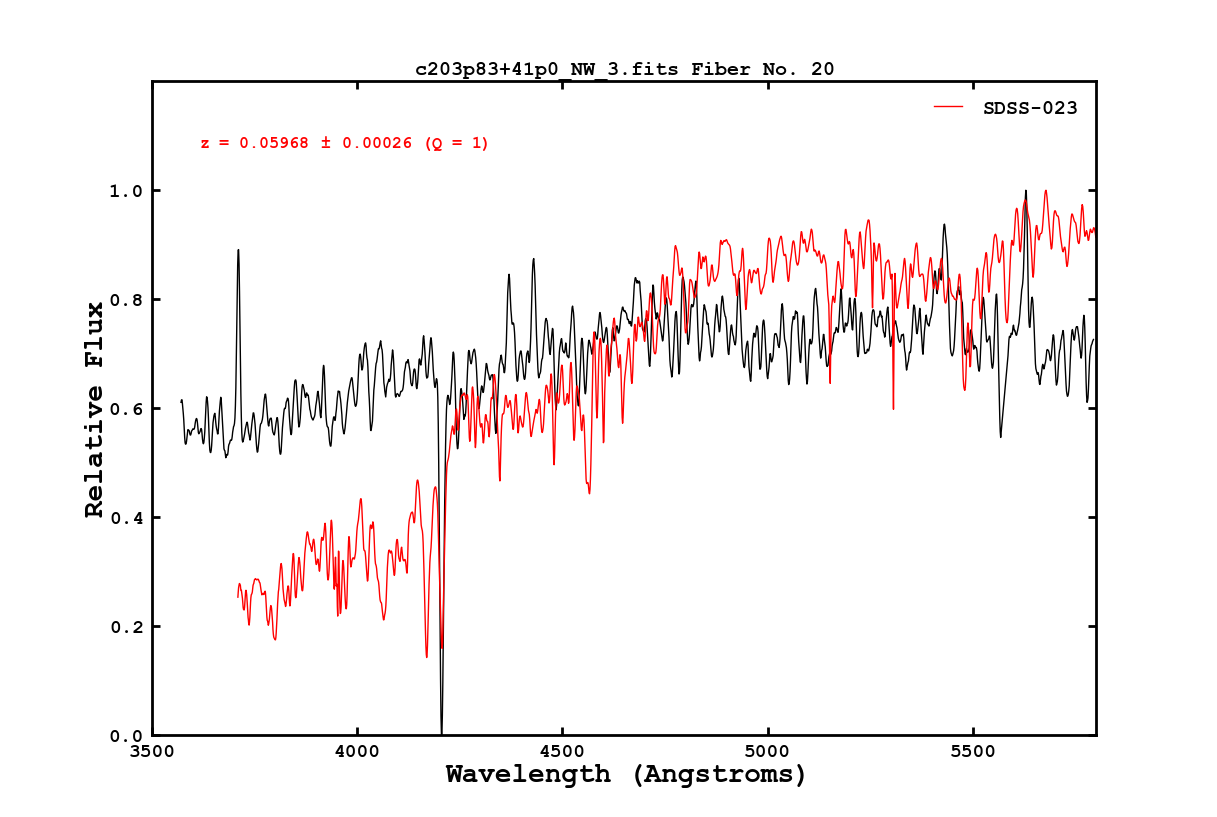 c203p83+41p0_NW_3.fits Fiber No. 20
SDSS-023
z = 0.05968 ± 0.00026 (Q = 1)
1.0
0.8
0.6
0.4
0.2
0.0
Relative Flux
3500 4000 4500 5000 5500
Wavelength (Angstroms)